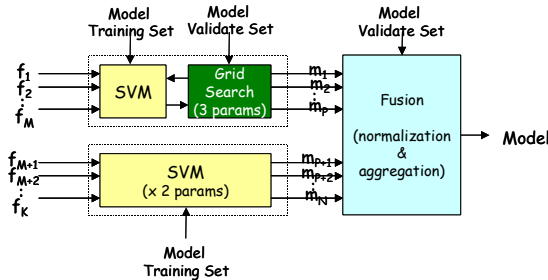 Model
Training Set
Model
Validate Set
Model
Validate Set
f1
f2
:
fM
SVM
Grid
Search
(3 params)
m1
m2
:
mP
Fusion
(normalization
&
aggregation)
Model
fM+1
fM+2
:
fK
SVM
(x 2 params)
mP+1
mP+2
:
mN
Model
Training Set